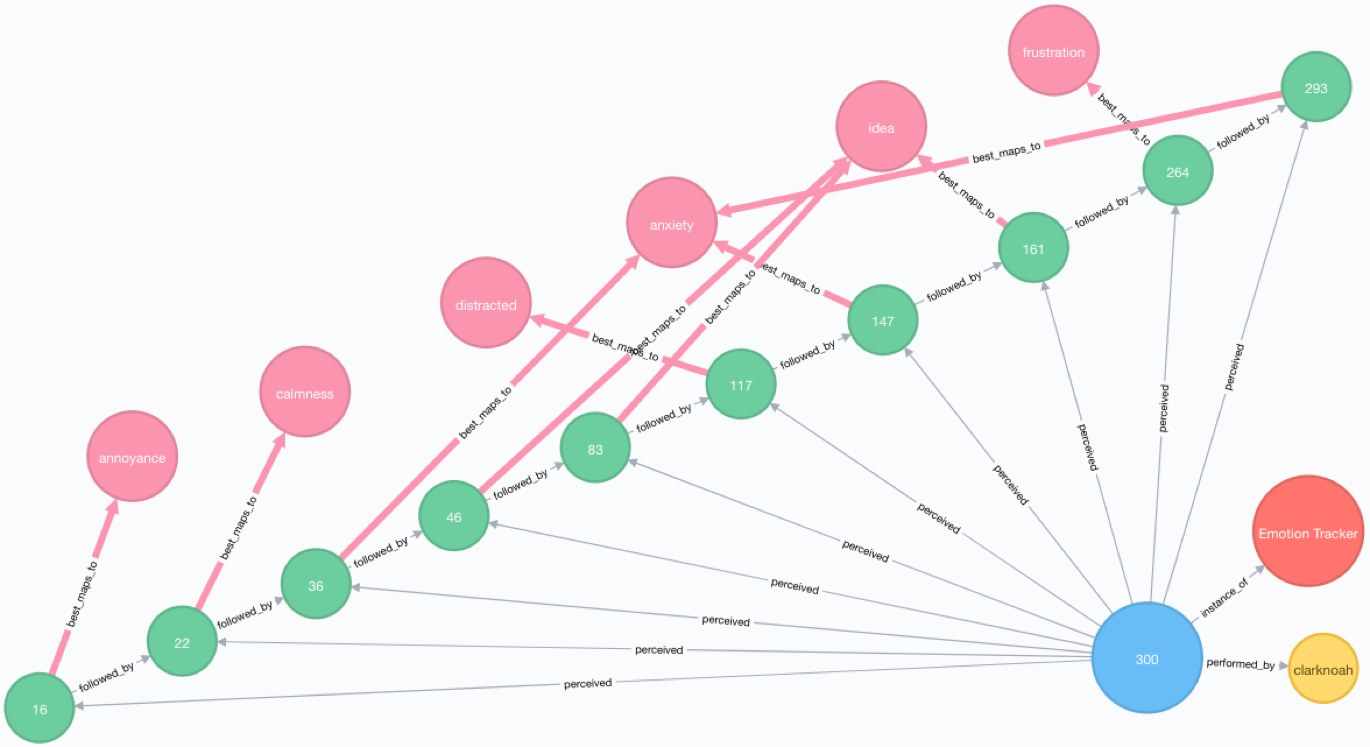 frustration
293
best_maps_to
followed_by
idea
best_maps_to
264
best_maps_to
followed_by
anxiety
161
best_maps_to
followed_by
distracted
best_maps_to
147
best_maps_to
best_maps_to
followed_by
perceived
calmness
117
perceived
best_maps_to
followed_by
perceived
annoyance
83
perceived
best_maps_to
followed_by
perceived
46
perceived
Emotion Tracker
best_maps_to
followed_by
perceived
36
perceived
instance_of
followed_by
perceived
22
perceived
300
performed_by
clarknoah
followed_by
perceived
16